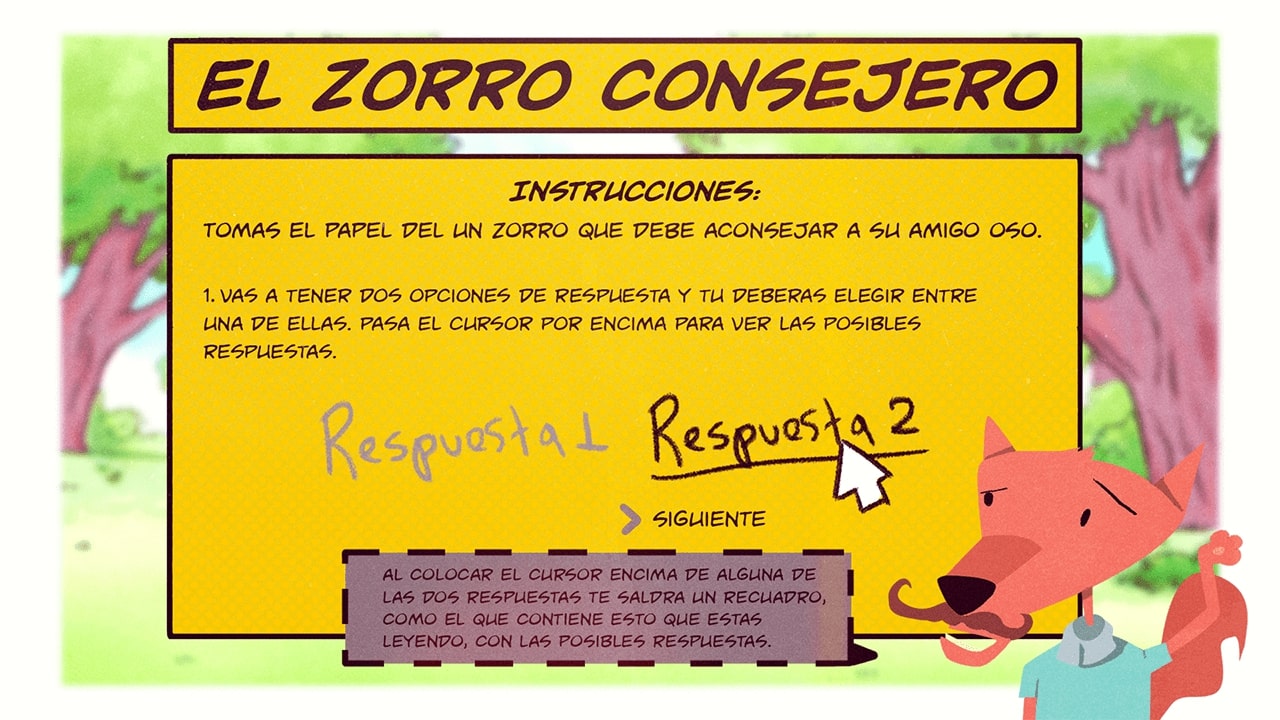 EL ZORRO CONSEJERO
INSTRUCCIONES:
TOMAS EL PAPEL DEL UN ZORRO QUE DEBE ACONSEJAR A SU AMIGO OSO.
1. VAS A TENER DOS OPCIONES DE RESPUESTA Y TU DEBERAS ELEGIR ENTRE
UNA DE ELLAS. PASA EL CURSOR POR ENCIMA PARA VER LAS POSIBLES
RESPUESTAS.
Respuesta 1 Respuesta 2
> SIGUIENTE
AL COLOCAR EL CURSOR ENCIMA DE ALGUNA DE
LAS DOS RESPUESTAS TE SALDRA UN RECUADRO,
COMO EL QUE CONTIENE ESTO QUE ESTAS
LEYENDO, CON LAS POSIBLES RESPUESTAS.